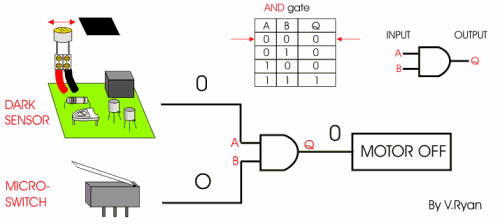 AND gate
A B Q
0 0 0
0 1 0
1 0 0
1 1 1
INPUT OUTPUT
A
B
Q
DARK
SENSOR
0
A
B
Q
0
MOTOR OFF
MICRO-
SWITCH
O
By V.Ryan